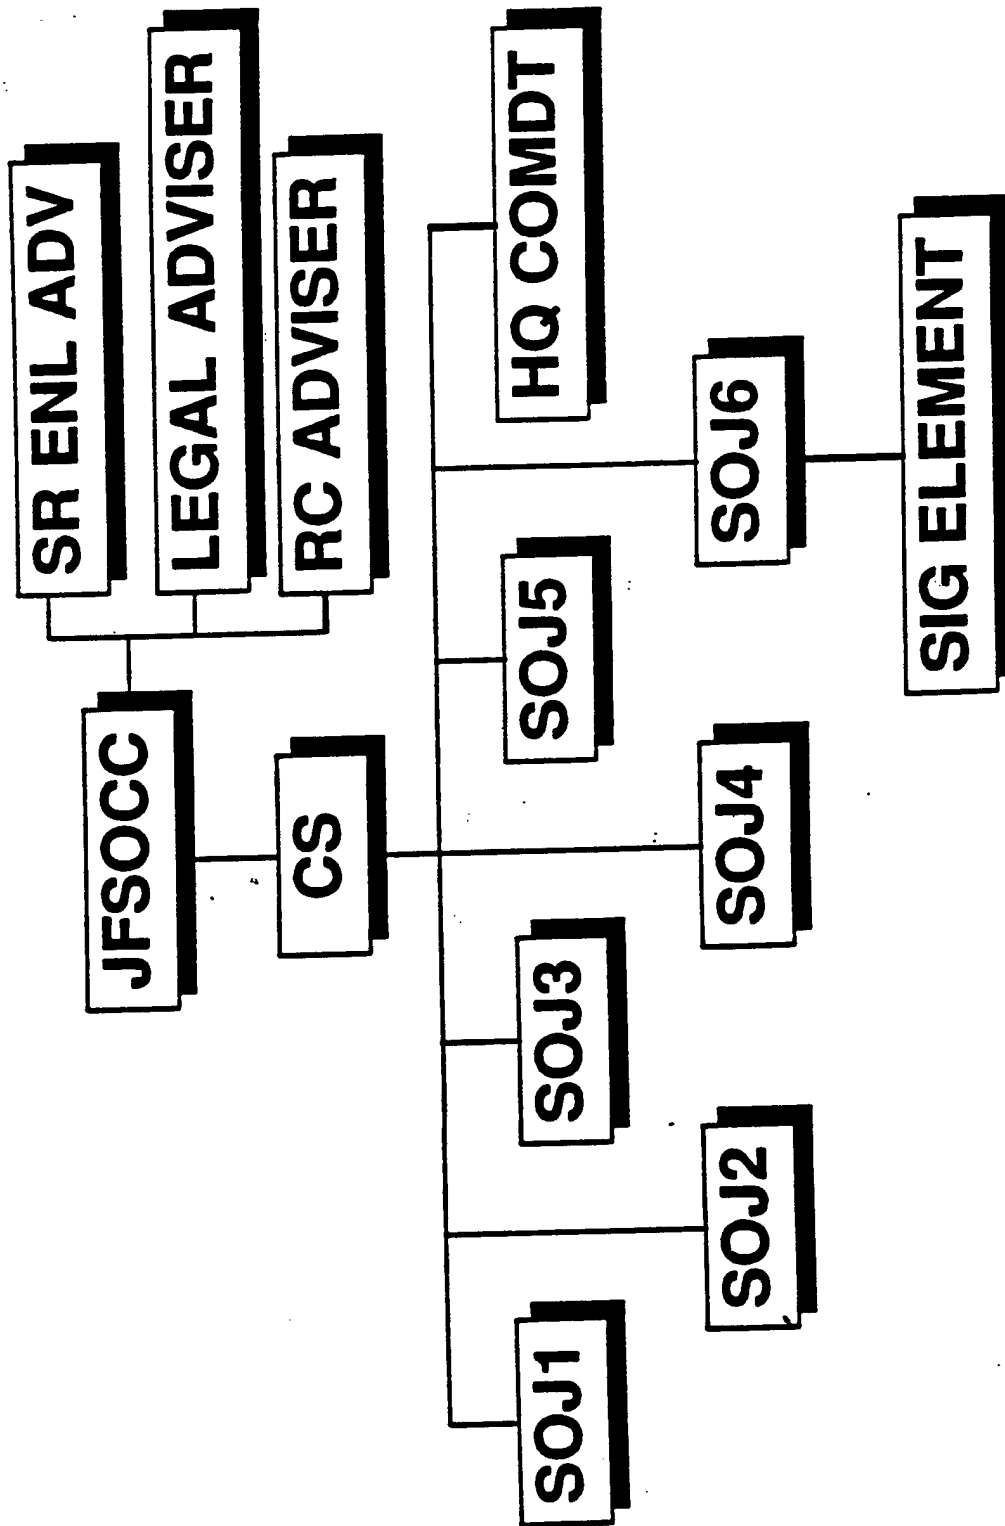 SR ENL ADV
JFSOCC
LEGAL ADVISER
RC ADVISER
CS
SOJ1
SOJ3
SOJ5
HQ COMDT
SOJ2
SOJ4
SOJ6
SIG ELEMENT